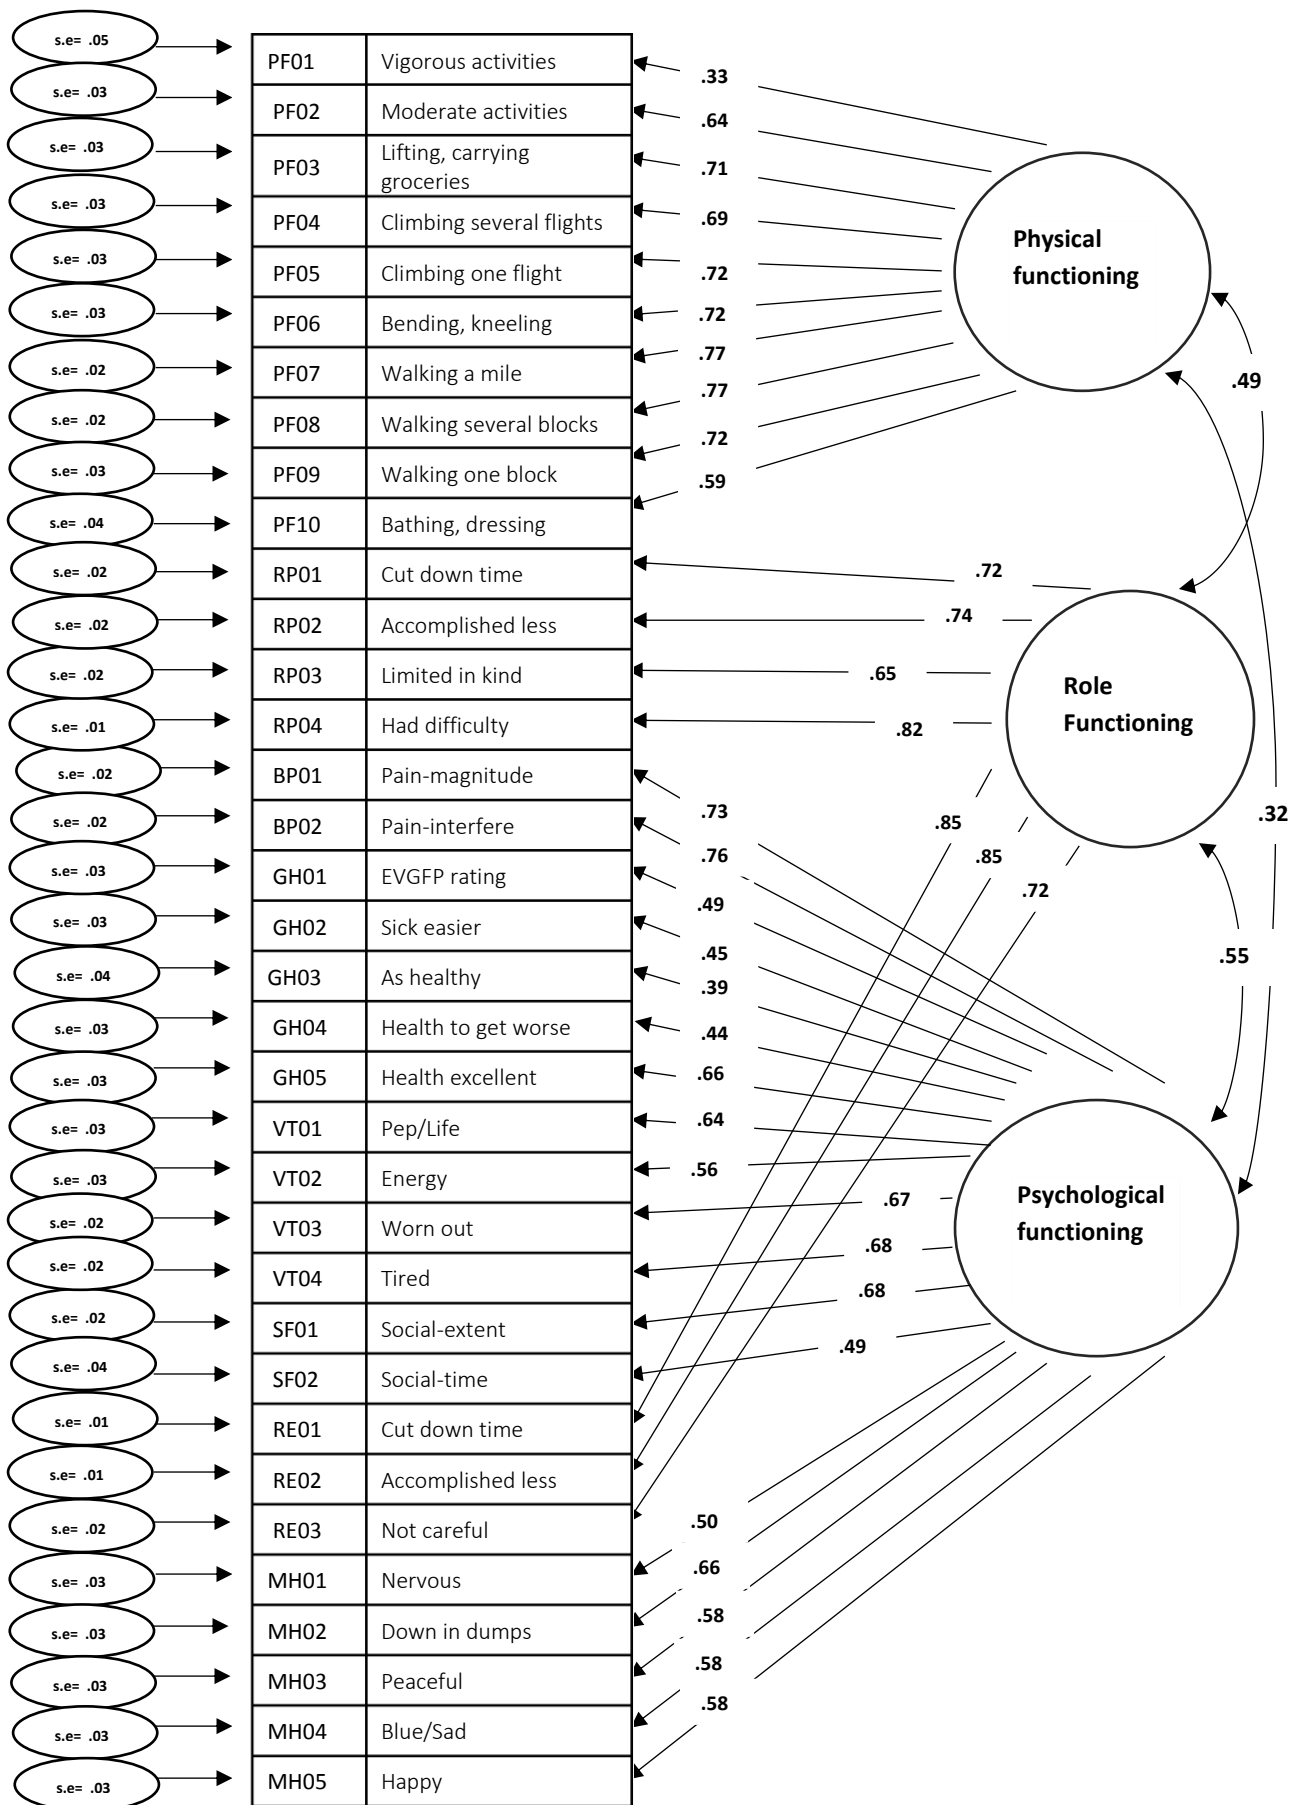 s.e= .05
PF01 Vigorous activities
.33
s.e= .03
PF02 Moderate activities
.64
s.e= .03
PF03 Lifting, carrying
groceries
.71
s.e= .03
PF04 Climbing several flights
.69
Physical
functioning
s.e= .03
PF05 Climbing one flight
.72
s.e= .03
PF06 Bending, kneeling
.72
s.e= .02
PF07 Walking a mile
.77
.49
s.e= .02
PF08 Walking several blocks
.77
s.e= .03
PF09 Walking one block
.72
s.e= .04
PF10 Bathing, dressing
.59
s.e= .02
RP01 Cut down time
.72
s.e= .02
RP02 Accomplished less
.74
s.e= .02
RP03 Limited in kind
.65
Role
Functioning
s.e= .01
RP04 Had difficulty
.82
s.e= .02
BP01 Pain-magnitude
.73
s.e= .02
BP02 Pain-interfere
.76
.85
.85
.72
.32
s.e= .03
GH01 EVGFP rating
.49
s.e= .03
GH02 Sick easier
.45
.55
s.e= .04
GH03 As healthy
.39
s.e= .03
GH04 Health to get worse
.44
s.e= .03
GH05 Health excellent
.66
s.e= .03
VT01 Pep/Life
.64
s.e= .03
VT02 Energy
.56
Psychological
functioning
s.e= .02
VT03 Worn out
.67
s.e= .02
VT04 Tired
.68
s.e= .02
SF01 Social-extent
.68
s.e= .04
SF02 Social-time
.49
s.e= .01
RE01 Cut down time
s.e= .01
RE02 Accomplished less
s.e= .02
RE03 Not careful
.50
s.e= .03
MH01 Nervous
.66
s.e= .03
MH02 Down in dumps
.58
s.e= .03
MH03 Peaceful
.58
s.e= .03
MH04 Blue/Sad
.58
s.e= .03
MH05 Happy